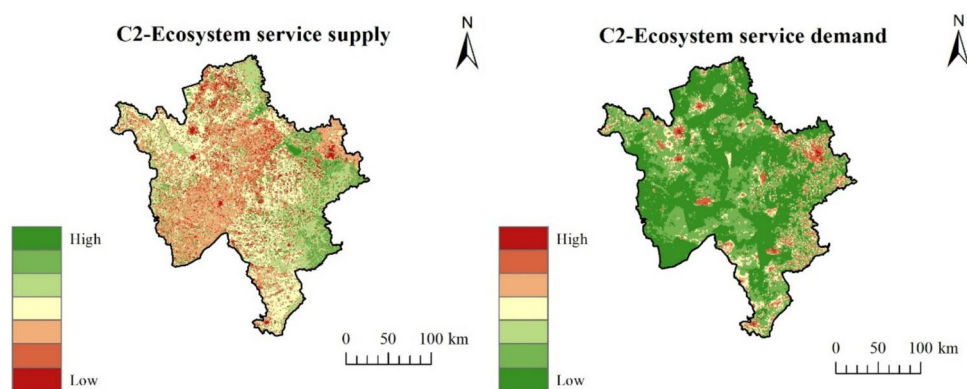 C2-Ecosystem service supply
N
High
Low
0 50 100 km
C2-Ecosystem service demand
N
High
Low
0 50 100 km